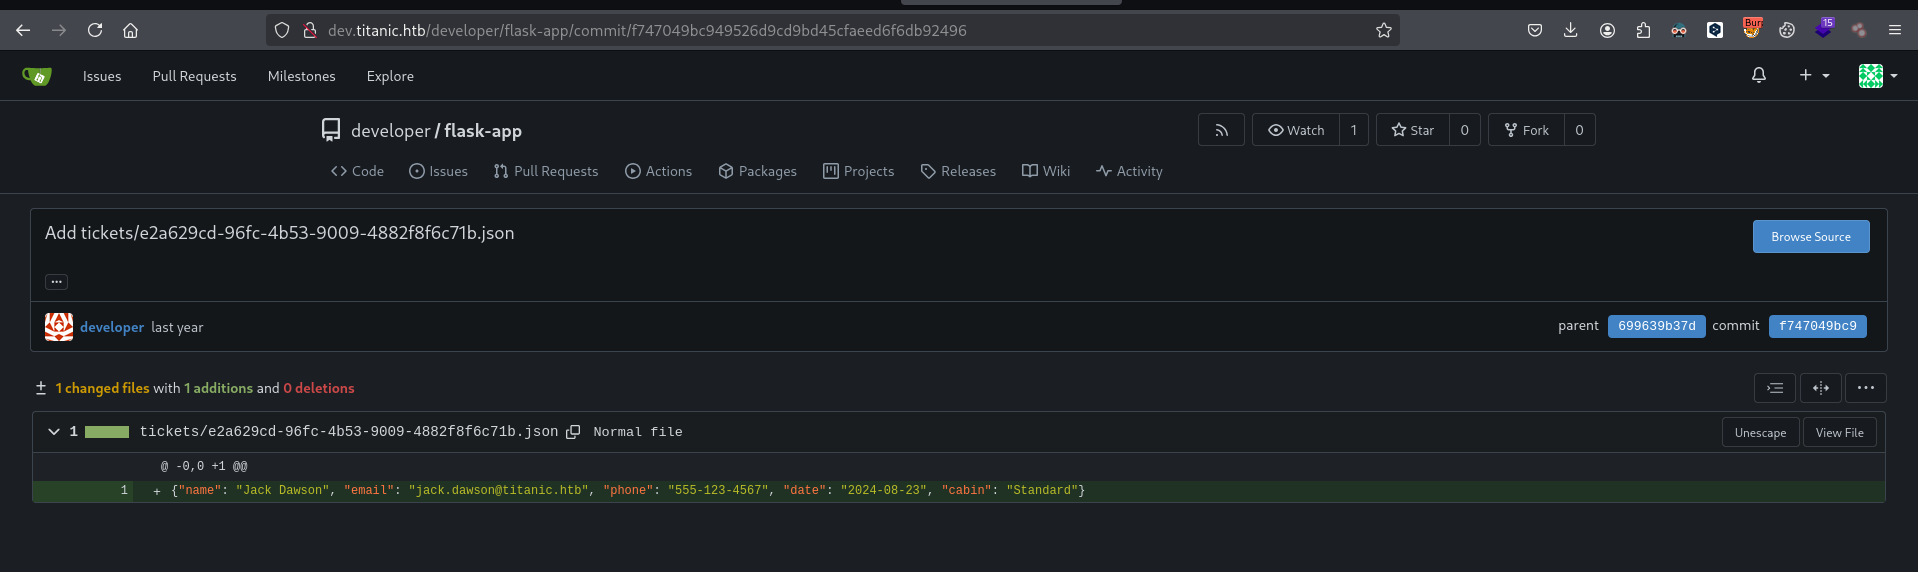 dev.titanic.htb/developer/flask-app/commit/f747049bc949526d9cd9bd45cfaeed6f6db92496
Burp
15
Issues Pull Requests Milestones Explore
developer / flask-app
Watch 1 Star 0 Fork 0
Code Issues Pull Requests Actions Packages Projects Releases Wiki Activity
Add tickets/e2a629cd-96fc-4b53-9009-4882f8f6c71b.json
Browse Source
...
developer last year
parent 699639b37d commit f747049bc9
1 changed files with 1 additions and 0 deletions
1 tickets/e2a629cd-96fc-4b53-9009-4882f8f6c71b.json Normal file
Unescape View File
@ -0,0 +1 @@
1 + {"name": "Jack Dawson", "email": "jack.dawson@titanic.htb", "phone": "555-123-4567", "date": "2024-08-23", "cabin": "Standard"}